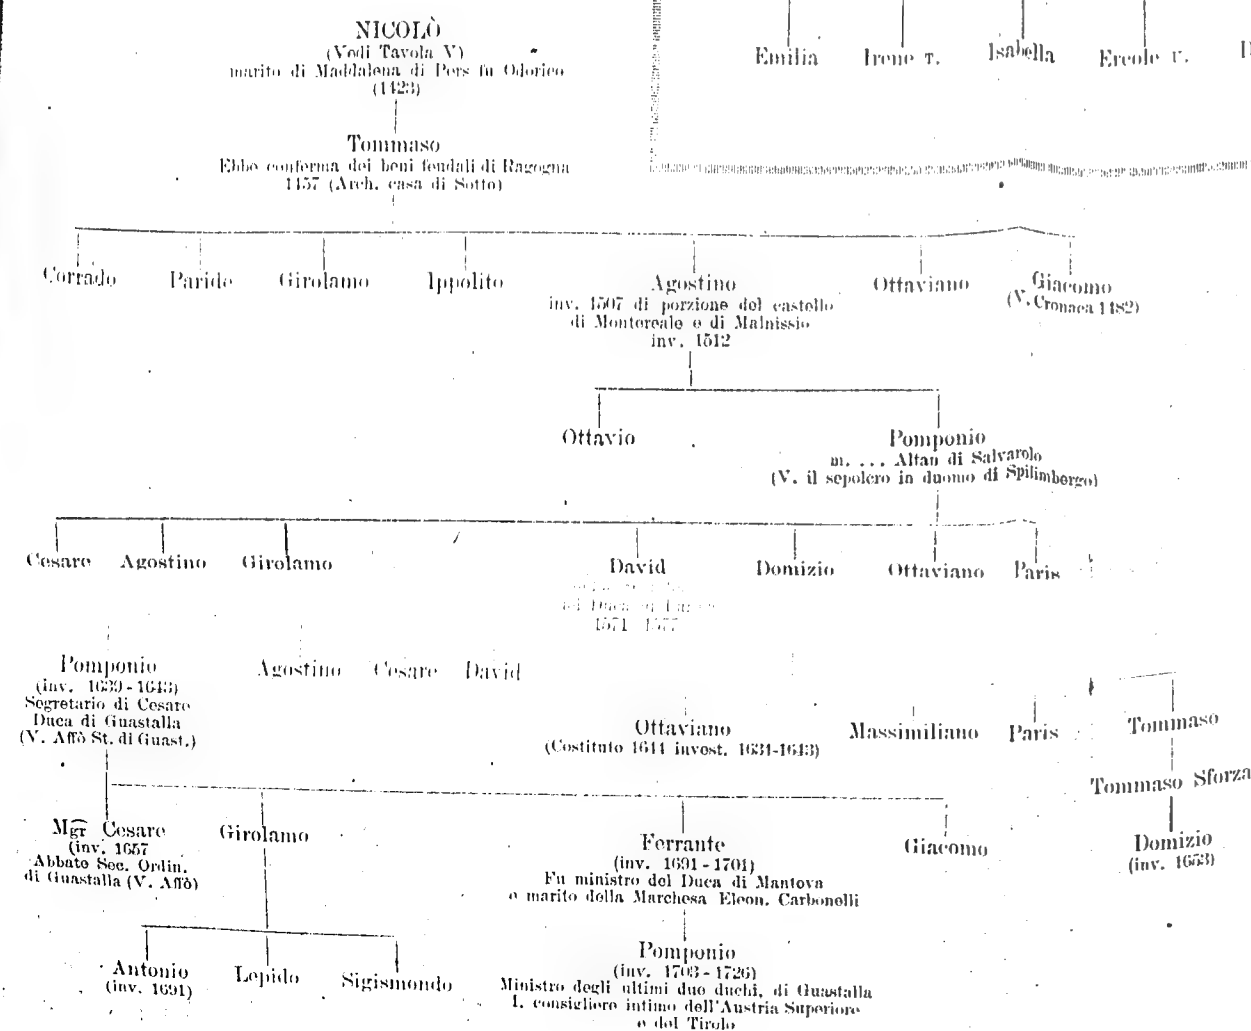 NICOLÒ
(Vedi Tavola V)
marito di Maddalena di Pers fu Odorico
(1423)
Emilia
Irene T.
Isabella
Ercole
Tommaso
Ebbe conferma dei beni feudali di Ragogna
1457 (Arch. casa di Sotto)
Corrado
Paride
Girolamo
Ippolito
Agostino
inv. 1507 di porzione del castello
di Montereale e di Malnissio
inv. 1512
Ottaviano
Giacomo
(V. Cronaca 1482)
Ottavio
Pomponio
m. ... Altan di Salvarolo
(V. il sepolcro in duomo di Spilimbergo)
Cesare
Agostino
Girolamo
David
1571 1577
Domizio
Ottaviano
Paris
Pomponio
(inv. 1639-1643)
Segretario di Cesare
Duca di Guastalla
(V. Affò St. di Guast.)
Agostino
Cesare
David
Ottaviano
(Costituto 1641 invest. 1634-1643)
Massimiliano
Paris
Tommaso
Tommaso Sforza
Domizio
(inv. 1653)
Mgr Cesare
(inv. 1657
Abbate Sec. Ordin.
di Guastalla (V. Affò)
Girolamo
Ferrante
(inv. 1691-1701)
Fu ministro del Duca di Mantova
e marito della Marchesa Eleon. Carbonelli
Giacomo
Antonio
(inv. 1691)
Lepido
Sigismondo
Pomponio
(inv. 1703-1726)
Ministro degli ultimi due duchi, di Guastalla
I. consigliere intimo dell'Austria Superiore
e del Tirolo